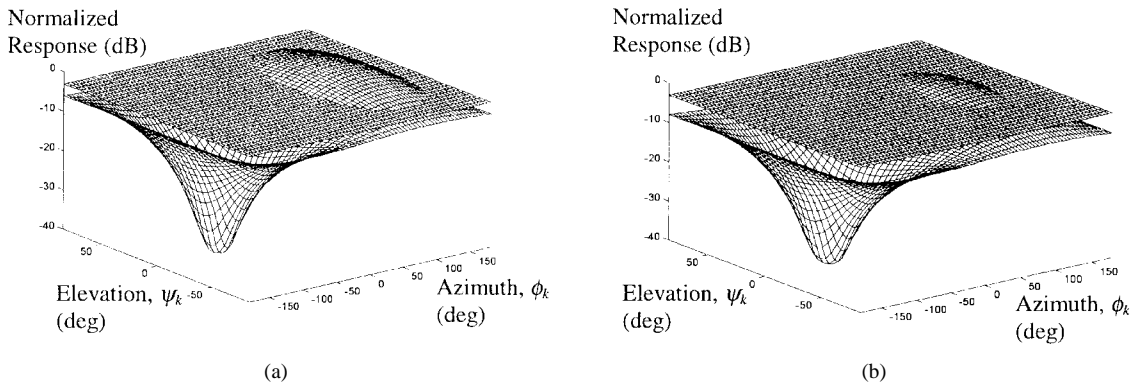 Normalized
Response (dB)
0
-10
-20
-30
-40
50
0
-50
Elevation, ψk
(deg)
-150
-100
-50
0
50
100
150
Azimuth, ϕk
(deg)
(a)
Normalized
Response (dB)
0
-10
-20
-30
-40
50
0
-50
Elevation, ψk
(deg)
-150
-100
-50
0
50
100
150
Azimuth, ϕk
(deg)
(b)